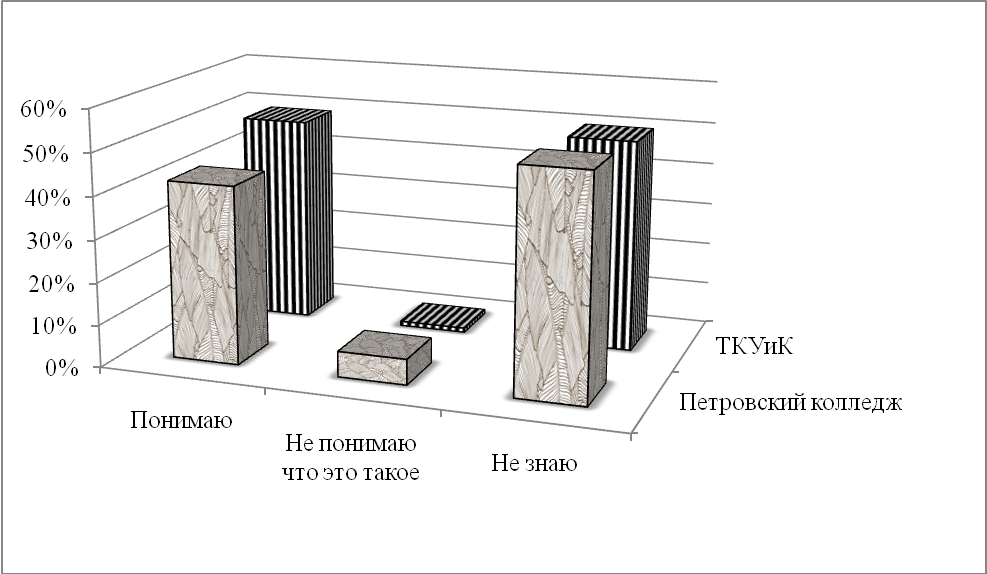 60%
50%
40%
30%
20%
10%
0%
Понимаю
Не понимаю
что это такое
Не знаю
ТКУиК
Петровский колледж